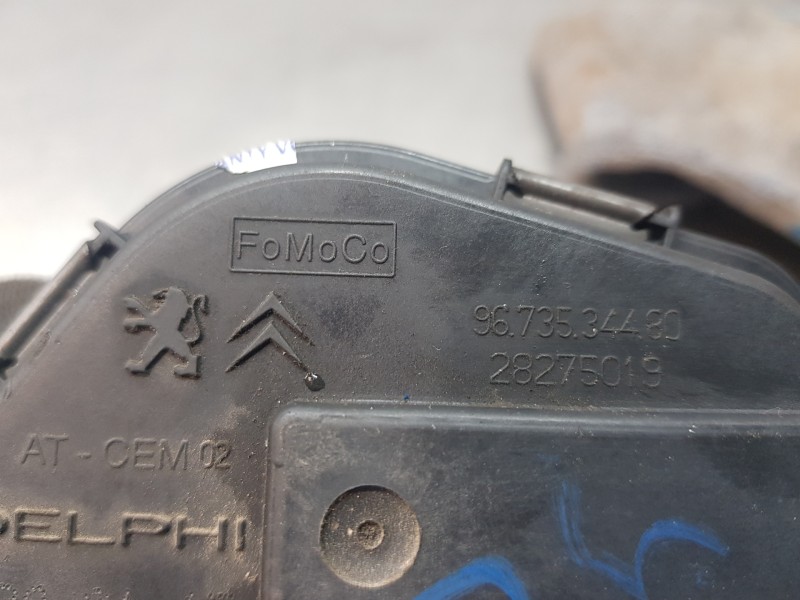 FoMoCo
96.735.344.80
28275019
AT - CEM 02
DELPHI